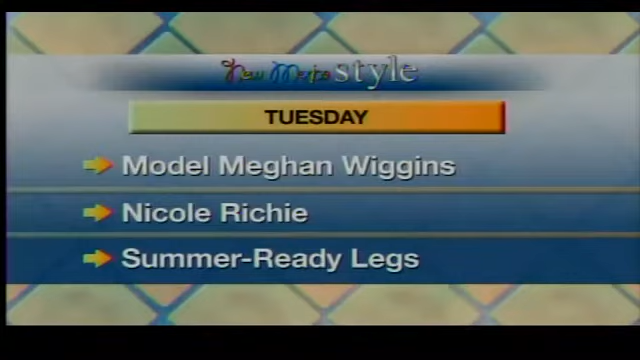 New Mexico style
TUESDAY
Model Meghan Wiggins
Nicole Richie
Summer-Ready Legs